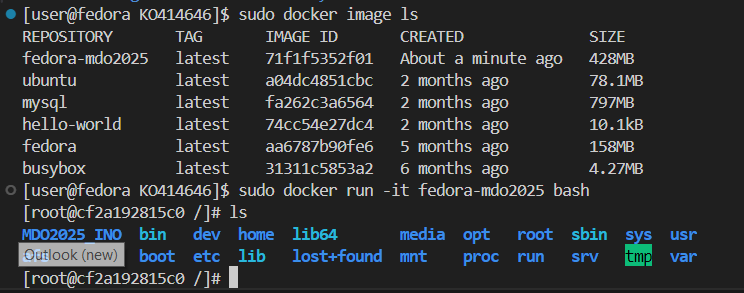 [user@fedora KO414646]$ sudo docker image ls
REPOSITORY TAG IMAGE ID CREATED SIZE
fedora-mdo2025 latest 71f1f5352f01 About a minute ago 428MB
ubuntu latest a04dc4851cbc 2 months ago 78.1MB
mysql latest fa262c3a6564 2 months ago 797MB
hello-world latest 74cc54e27dc4 2 months ago 10.1kB
fedora latest aa6787b90fe6 5 months ago 158MB
busybox latest 31311c5853a2 6 months ago 4.27MB
[user@fedora KO414646]$ sudo docker run -it fedora-mdo2025 bash
[root@cf2a192815c0 /]# ls
MDO2025_INO bin dev home lib64 media opt root sbin sys usr
Outlook (new) boot etc lib lost+found mnt proc run srv tmp var
[root@cf2a192815c0 /]#